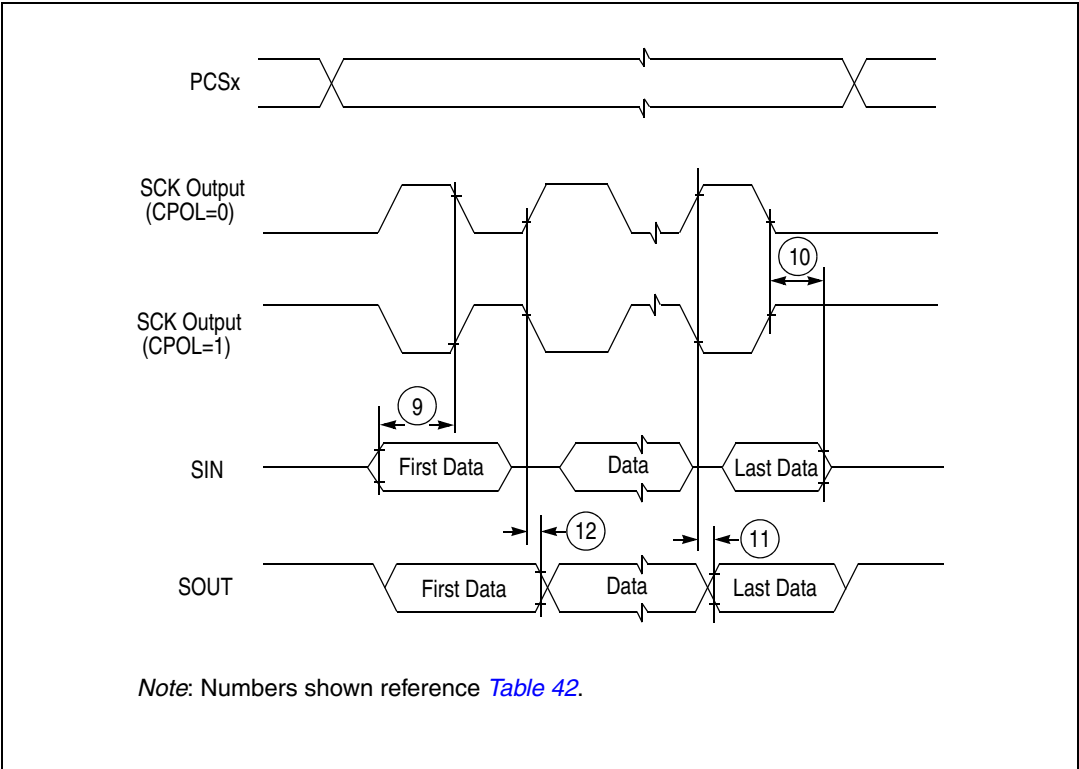 PCSx
SCK Output
(CPOL=0)
10
SCK Output
(CPOL=1)
9
SIN
First Data
Data
Last Data
12
11
SOUT
First Data
Data
Last Data
Note: Numbers shown reference Table 42.